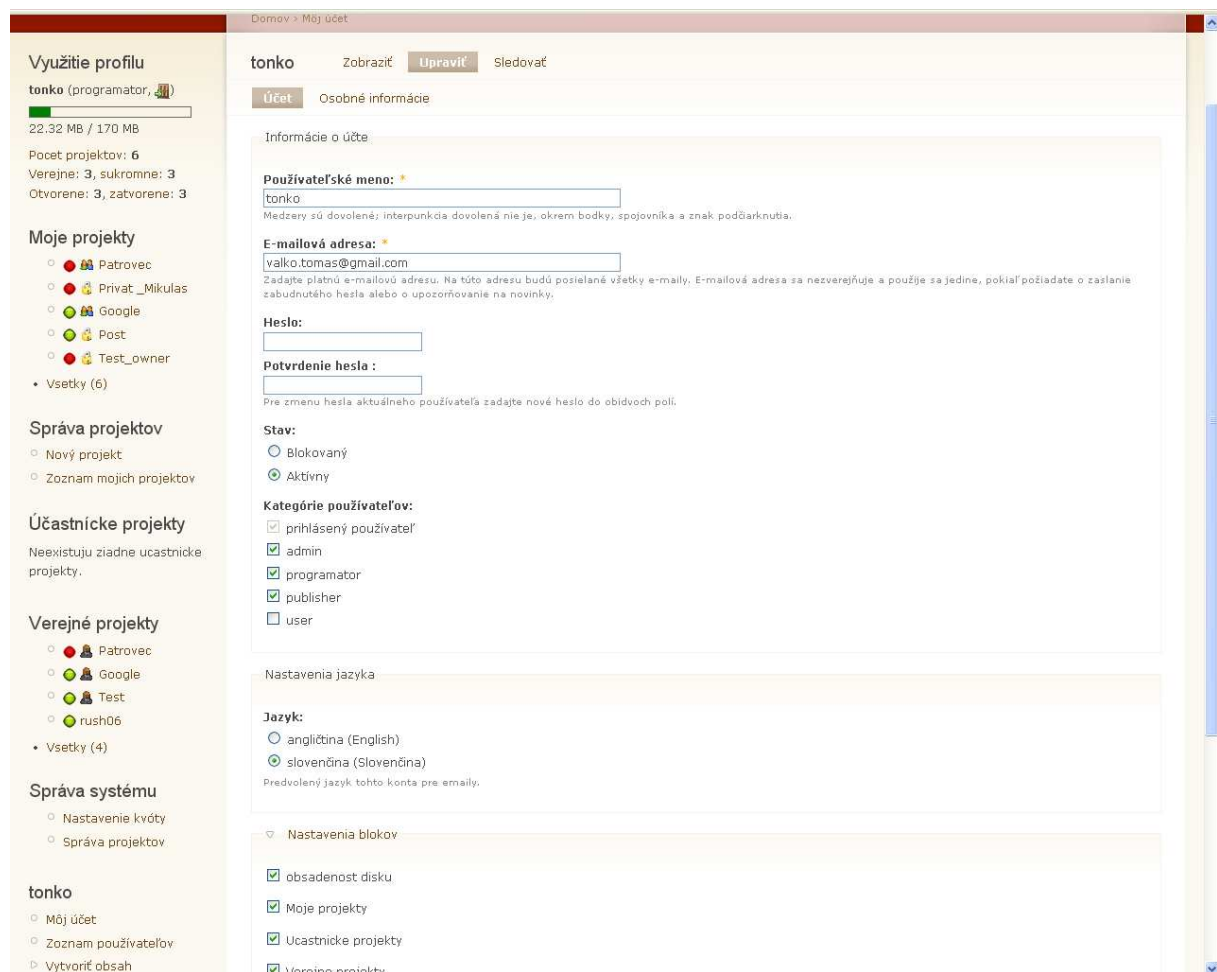 Domov > Môj účet
Využitie profilu
tonko (programator, )
22.32 MB / 170 MB
Pocet projektov: 6
Verejne: 3, sukromne: 3
Otvorene: 3, zatvorene: 3
Moje projekty
Patrovec
Privat _Mikulas
Google
Post
Test_owner
Vsetky (6)
Správa projektov
Nový projekt
Zoznam mojich projektov
Účastnícke projekty
Neexistuju ziadne ucastnicke
projekty.
Verejné projekty
Patrovec
Google
Test
rush06
Vsetky (4)
Správa systému
Nastavenie kvóty
Správa projektov
tonko
Môj účet
Zoznam používateľov
Vytvoriť obsah
tonko Zobraziť Upraviť Sledovať
Účet Osobné informácie
Informácie o účte
Používateľské meno: *
tonko
Medzery sú dovolené; interpunkcia dovolená nie je, okrem bodky, spojovníka a znak podčiarknutia.
E-mailová adresa: *
valko.tomas@gmail.com
Zadajte platnú e-mailovú adresu. Na túto adresu budú posielané všetky e-maily. E-mailová adresa sa nezverejňuje a použije sa jedine, pokiaľ požiadate o zaslanie
zabudnutého hesla alebo o upozorňovanie na novinky.
Heslo:
Potvrdenie hesla :
Pre zmenu hesla aktuálneho používateľa zadajte nové heslo do obidvoch polí.
Stav:
Blokovaný
Aktívny
Kategórie používateľov:
prihlásený používateľ
admin
programator
publisher
user
Nastavenia jazyka
Jazyk:
angličtina (English)
slovenčina (Slovenčina)
Predvolený jazyk tohto konta pre emaily.
Nastavenia blokov
obsadenost disku
Moje projekty
Ucastnicke projekty
Verejne projekty